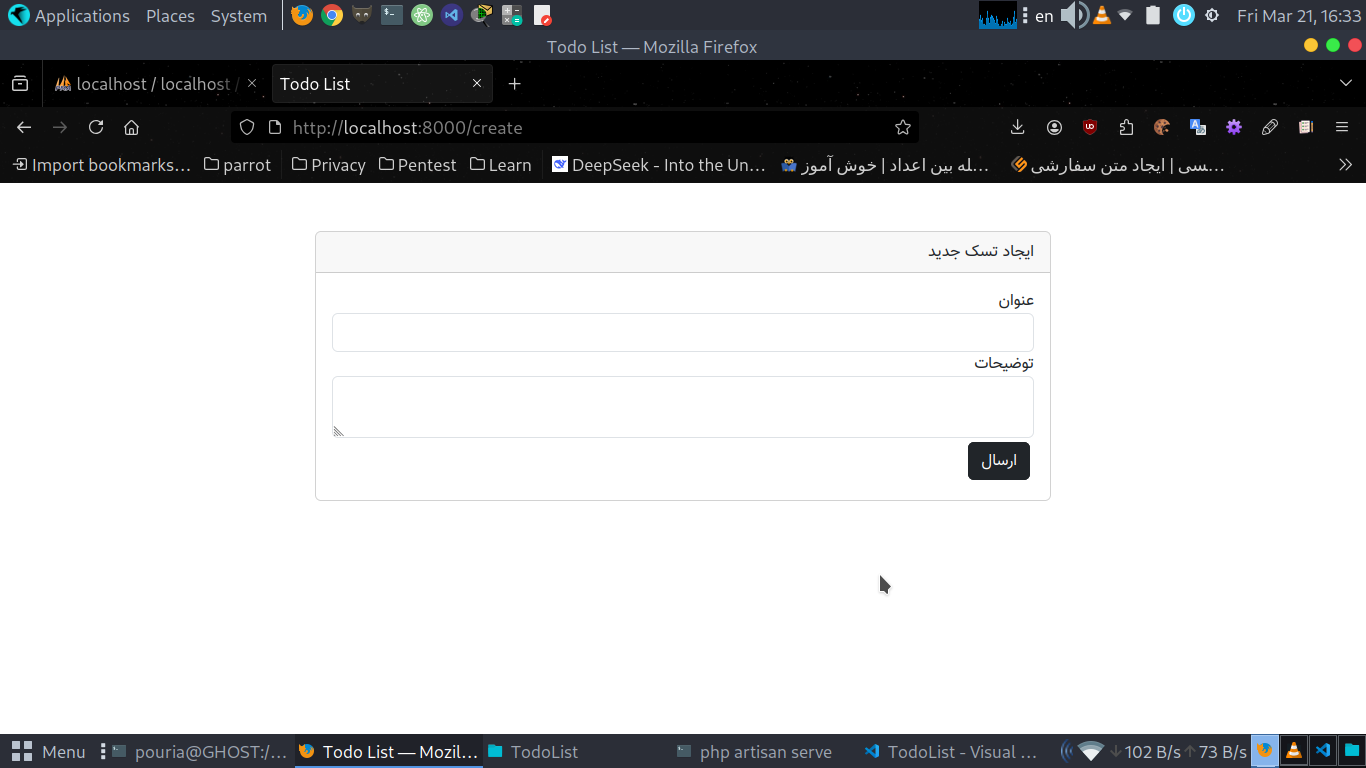 Applications Places System en Fri Mar 21, 16:33
Todo List — Mozilla Firefox
localhost / localhost / Todo List
http://localhost:8000/create
Import bookmarks... parrot Privacy Pentest Learn DeepSeek - Into the Un... ...له بین اعداد | خوش آموز ...سی | ایجاد متن سفارشی
ایجاد تسک جدید
عنوان
توضیحات
ارسال
Menu pouria@GHOST:/... Todo List — Mozil... TodoList php artisan serve TodoList - Visual ... 102 B/s 73 B/s